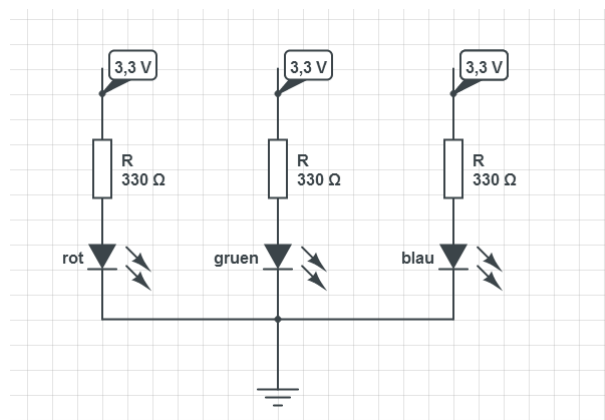 3,3 V
3,3 V
3,3 V
R
330 Ω
R
330 Ω
R
330 Ω
rot
gruen
blau